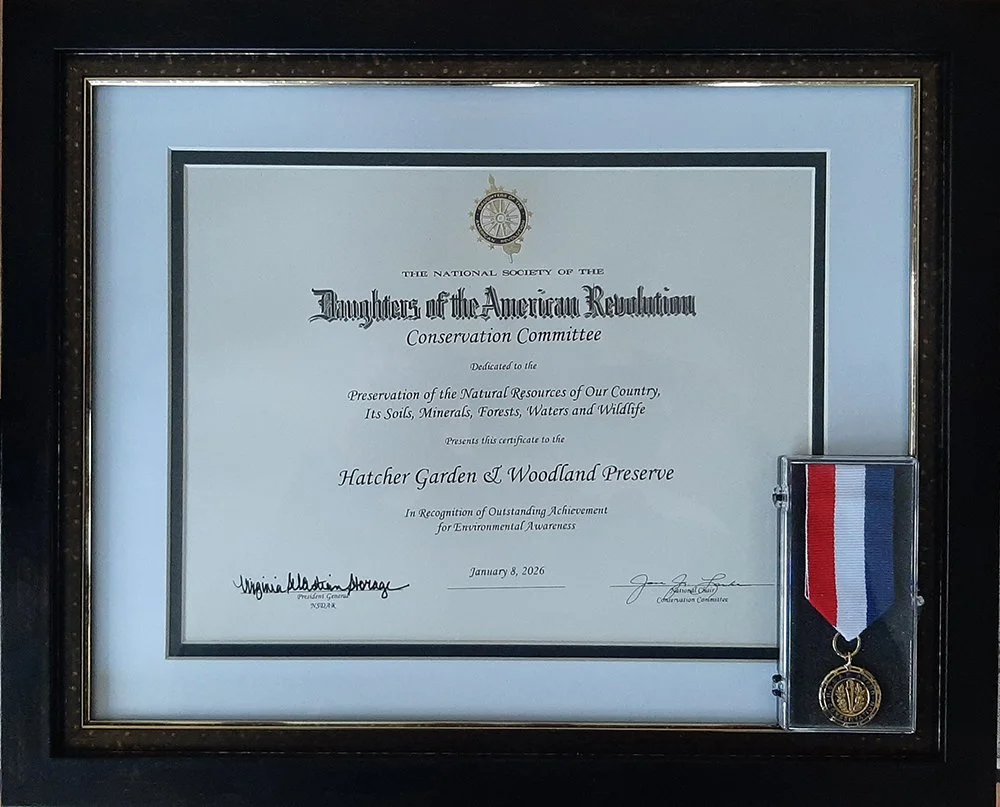 THE NATIONAL SOCIETY OF THE
Daughters of the American Revolution
Conservation Committee
Dedicated to the
Preservation of the Natural Resources of Our Country,
Its Soils, Minerals, Forests, Waters and Wildlife
Presents this certificate to the
Hatcher Garden & Woodland Preserve
In Recognition of Outstanding Achievement
for Environmental Awareness
January 8, 2026
Virginia Storage
President General
NSDAR
National Chair
Conservation Committee